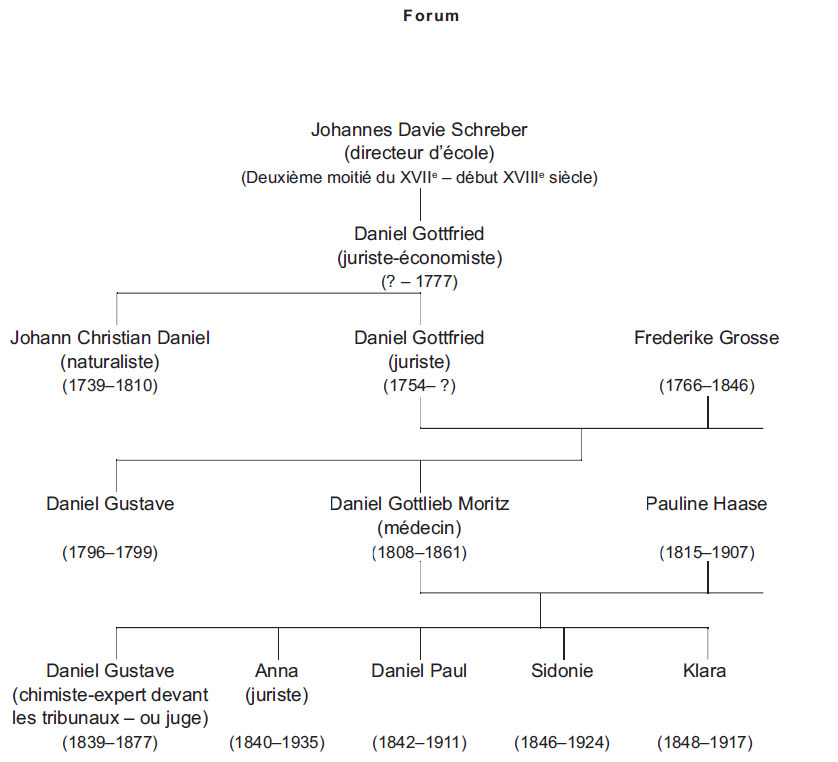 Forum
Johannes Davie Schreber
(directeur d'école)
(Deuxième moitié du XVIIe – début XVIIIe siècle)
Daniel Gottfried
(juriste-économiste)
(? – 1777)
Johann Christian Daniel
(naturaliste)
(1739–1810)
Daniel Gottfried
(juriste)
(1754– ?)
Frederike Grosse
(1766–1846)
Daniel Gustave
(1796–1799)
Daniel Gottlieb Moritz
(médecin)
(1808–1861)
Pauline Haase
(1815–1907)
Daniel Gustave
(chimiste-expert devant
les tribunaux – ou juge)
(1839–1877)
Anna
(juriste)
(1840–1935)
Daniel Paul
(1842–1911)
Sidonie
(1846–1924)
Klara
(1848–1917)